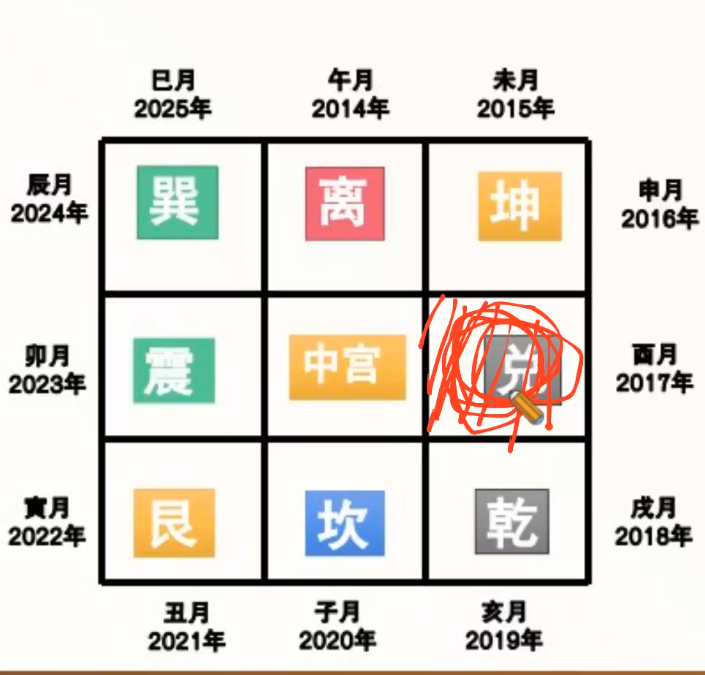 巳月
2025年
午月
2014年
未月
2015年
辰月
2024年
巽
离
坤
申月
2016年
卯月
2023年
震
中宫
兑
酉月
2017年
寅月
2022年
艮
坎
乾
戌月
2018年
丑月
2021年
子月
2020年
亥月
2019年